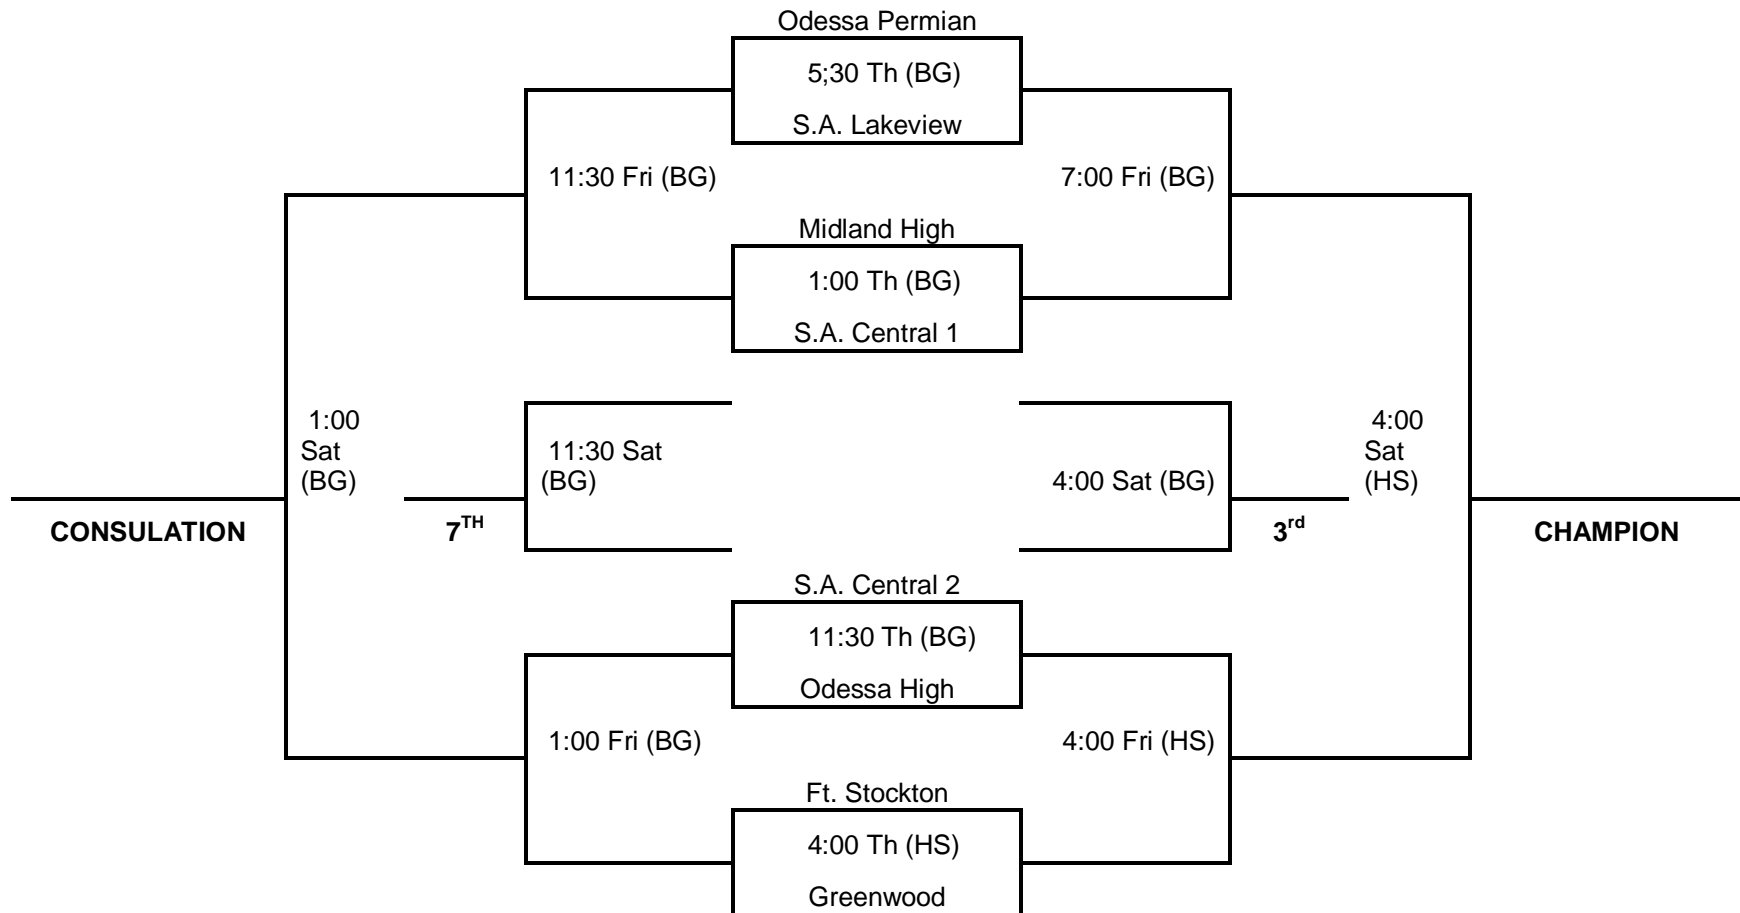 Odessa Permian
5;30 Th (BG)
S.A. Lakeview
11:30 Fri (BG)
7:00 Fri (BG)
Midland High
1:00 Th (BG)
S.A. Central 1
1:00
Sat
(BG)
11:30 Sat
(BG)
4:00 Sat (BG)
4:00
Sat
(HS)
CONSULATION
7TH
3rd
CHAMPION
S.A. Central 2
11:30 Th (BG)
Odessa High
1:00 Fri (BG)
4:00 Fri (HS)
Ft. Stockton
4:00 Th (HS)
Greenwood